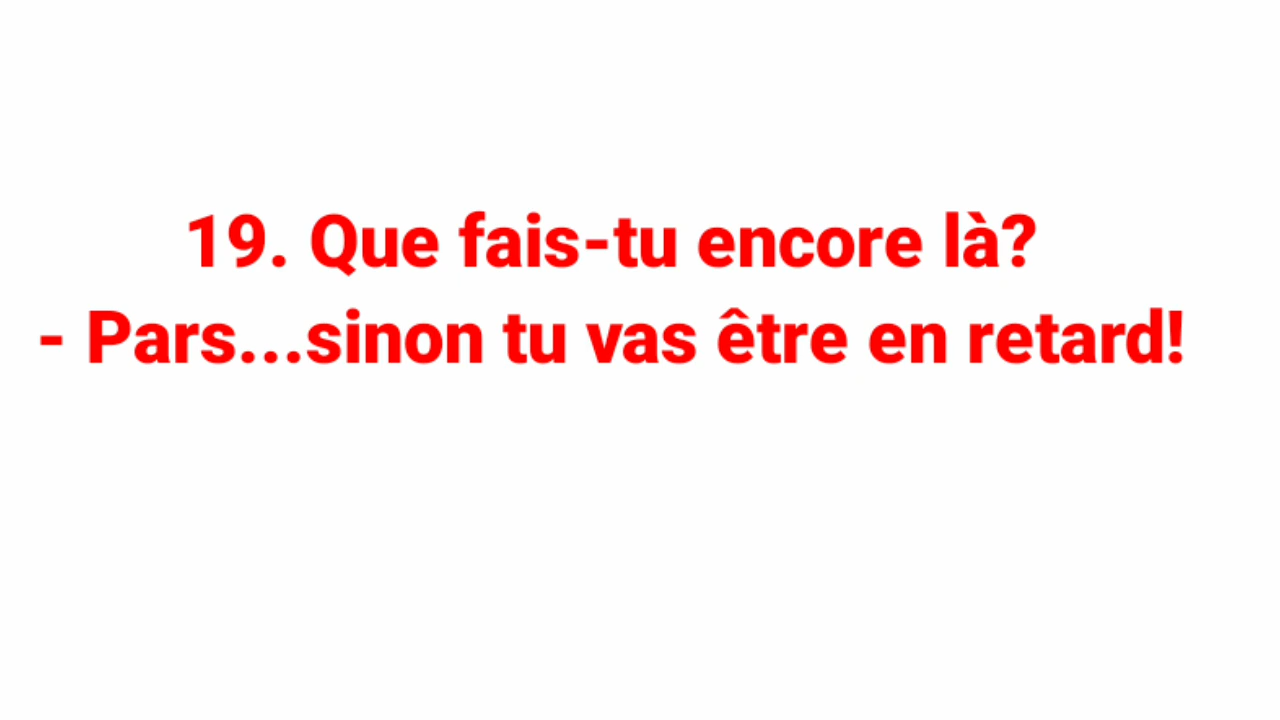 19. Que fais-tu encore là?
- Pars...sinon tu vas être en retard!